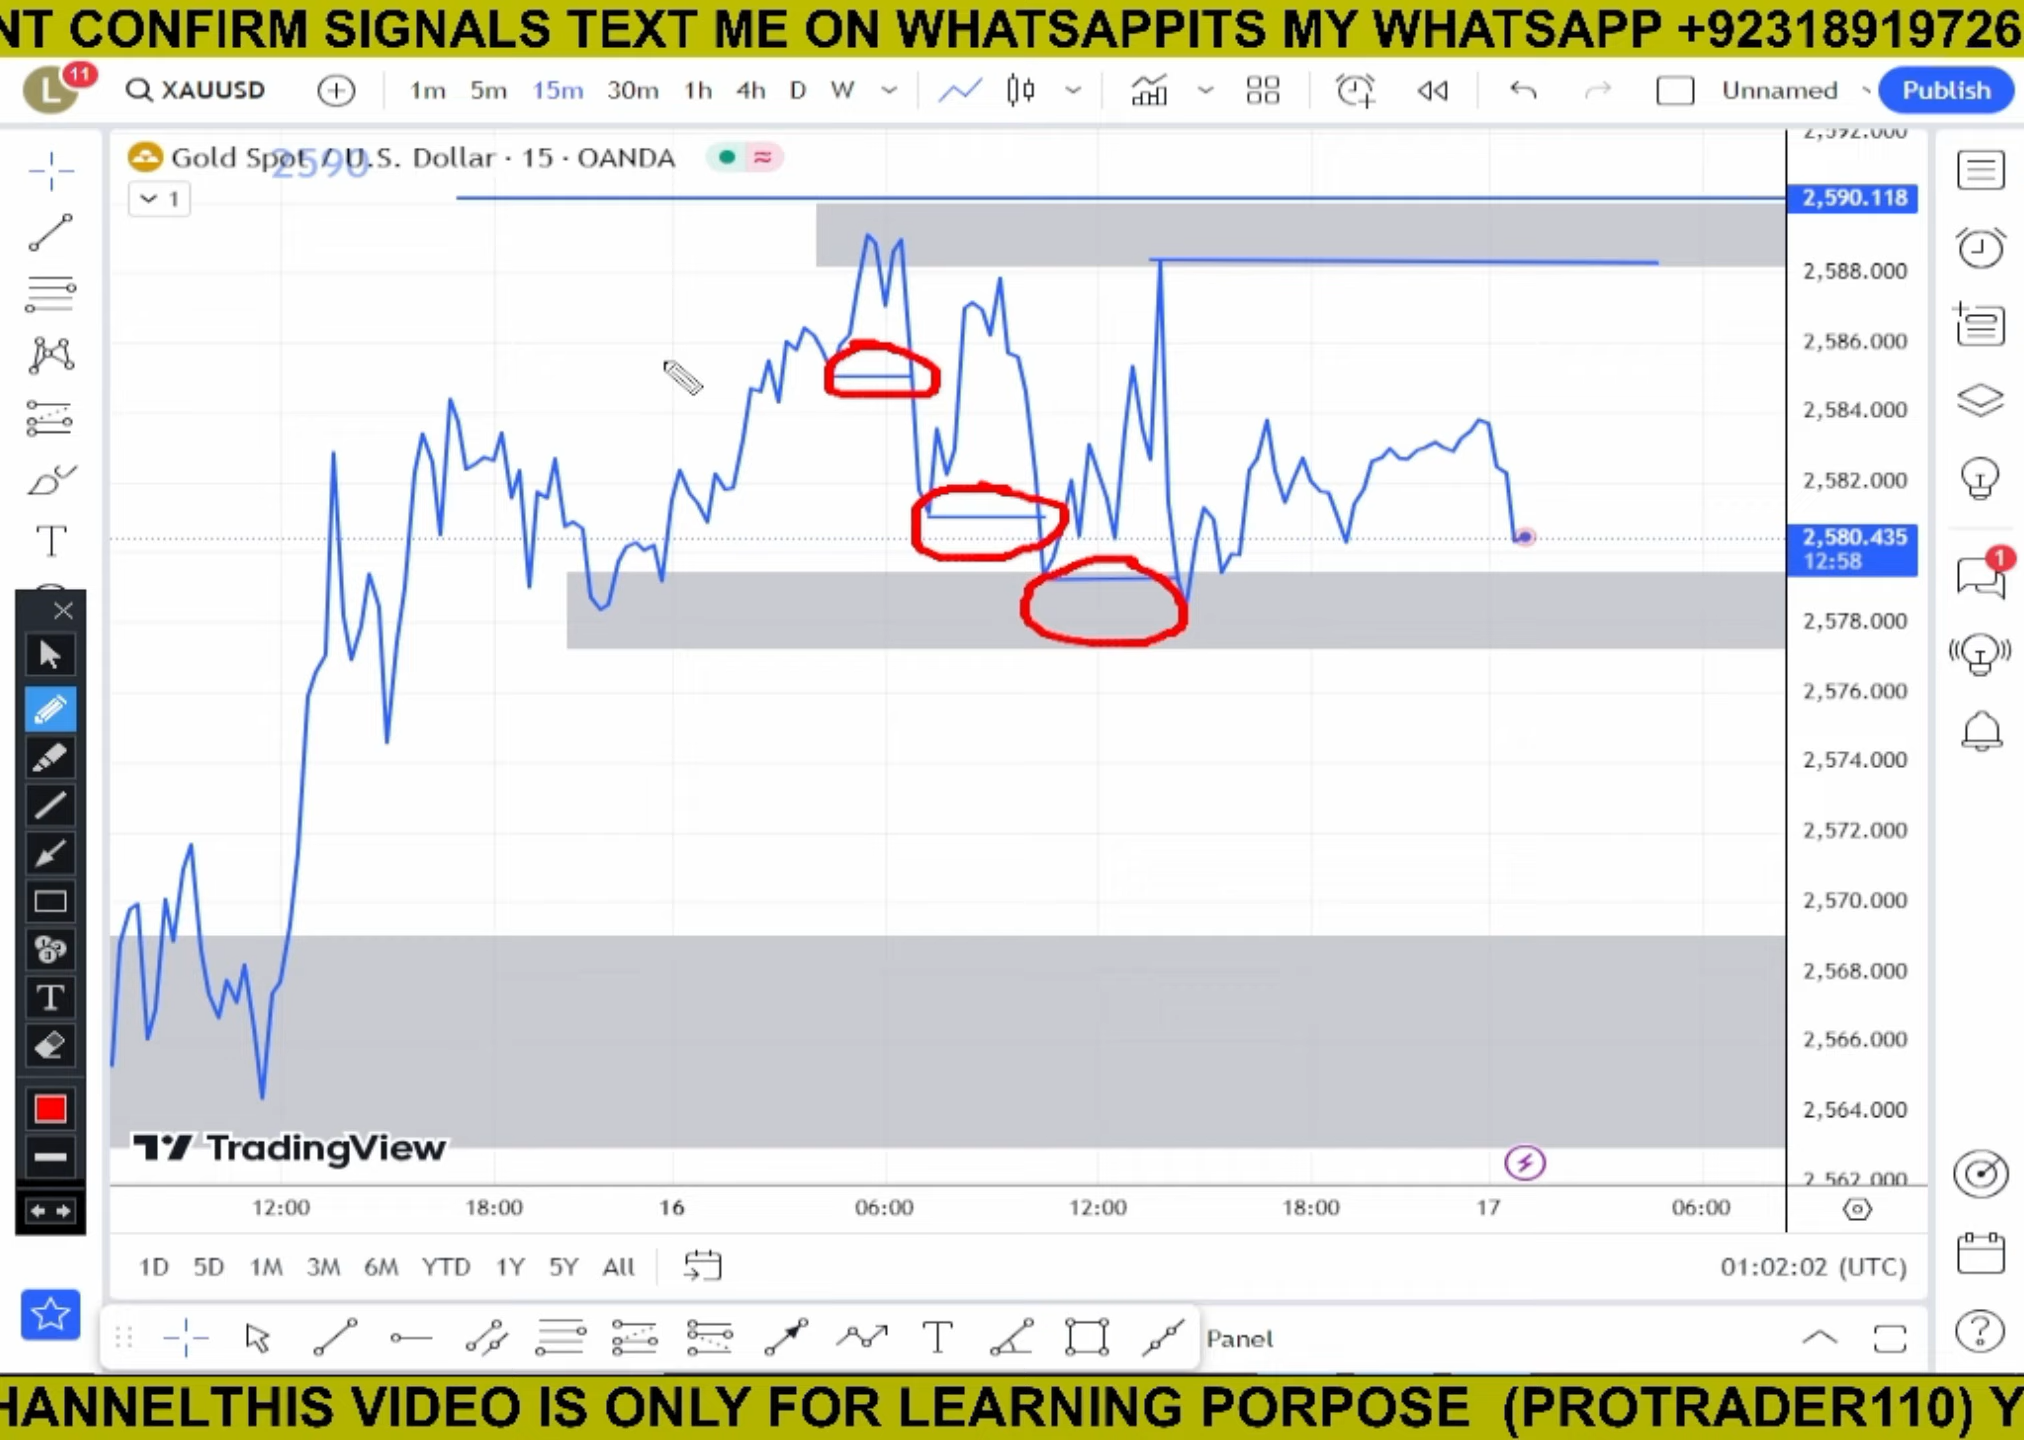 NT CONFIRM SIGNALS TEXT ME ON WHATSAPPITS MY WHATSAPP +92318919726
L 11 XAUUSD 1m 5m 15m 30m 1h 4h D W Unnamed Publish
Gold Spot / U.S. Dollar · 15 · OANDA
2590
1
2,592.000
2,590.118
2,588.000
2,586.000
2,584.000
2,582.000
2,580.435
12:58
2,578.000
2,576.000
2,574.000
2,572.000
2,570.000
2,568.000
2,566.000
2,564.000
2,562.000
1
TradingView
12:00 18:00 16 06:00 12:00 18:00 17 06:00
1D 5D 1M 3M 6M YTD 1Y 5Y All 01:02:02 (UTC)
Panel
HANNELTHIS VIDEO IS ONLY FOR LEARNING PORPOSE (PROTRADER110) Y